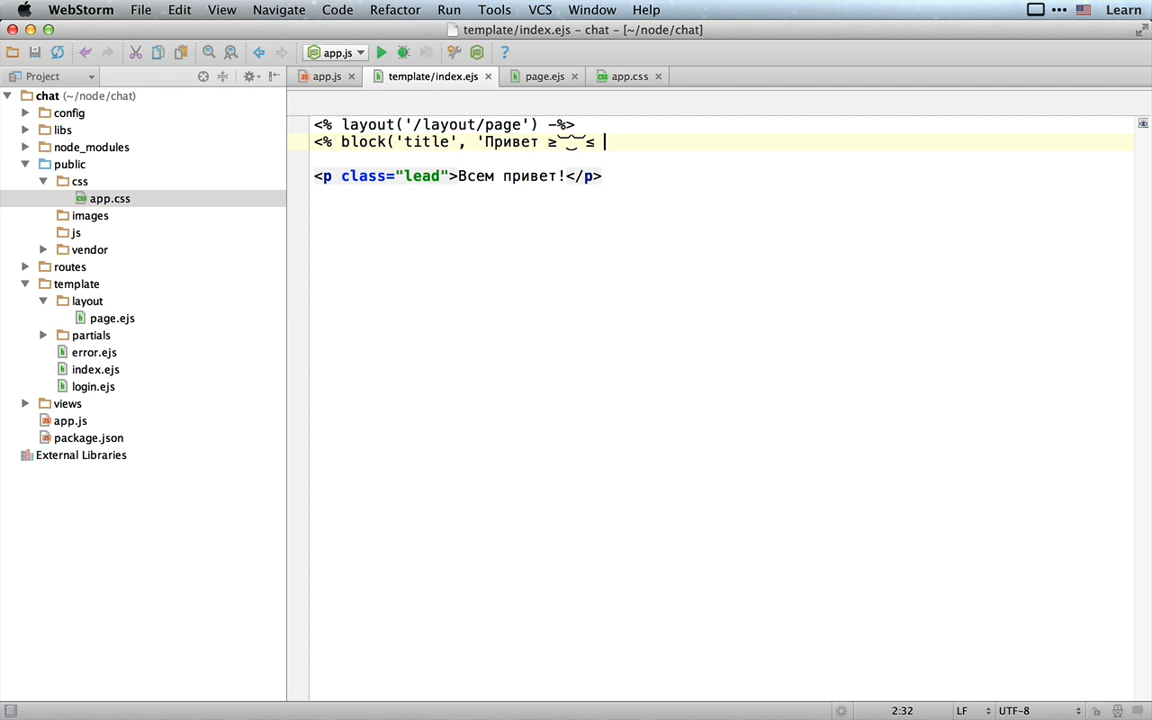 WebStorm File Edit View Navigate Code Refactor Run Tools VCS Window Help Learn
template/index.ejs – chat – [~/node/chat]
app.js
Project app.js template/index.ejs page.ejs app.css
chat (~/node/chat)
config
libs
node_modules
public
css
app.css
images
js
vendor
routes
template
layout
page.ejs
partials
error.ejs
index.ejs
login.ejs
views
app.js
package.json
External Libraries
<% layout('/layout/page') -%>
<% block('title', 'Привет ≥
<p class="lead">Всем привет!</p>
2:32 LF UTF-8